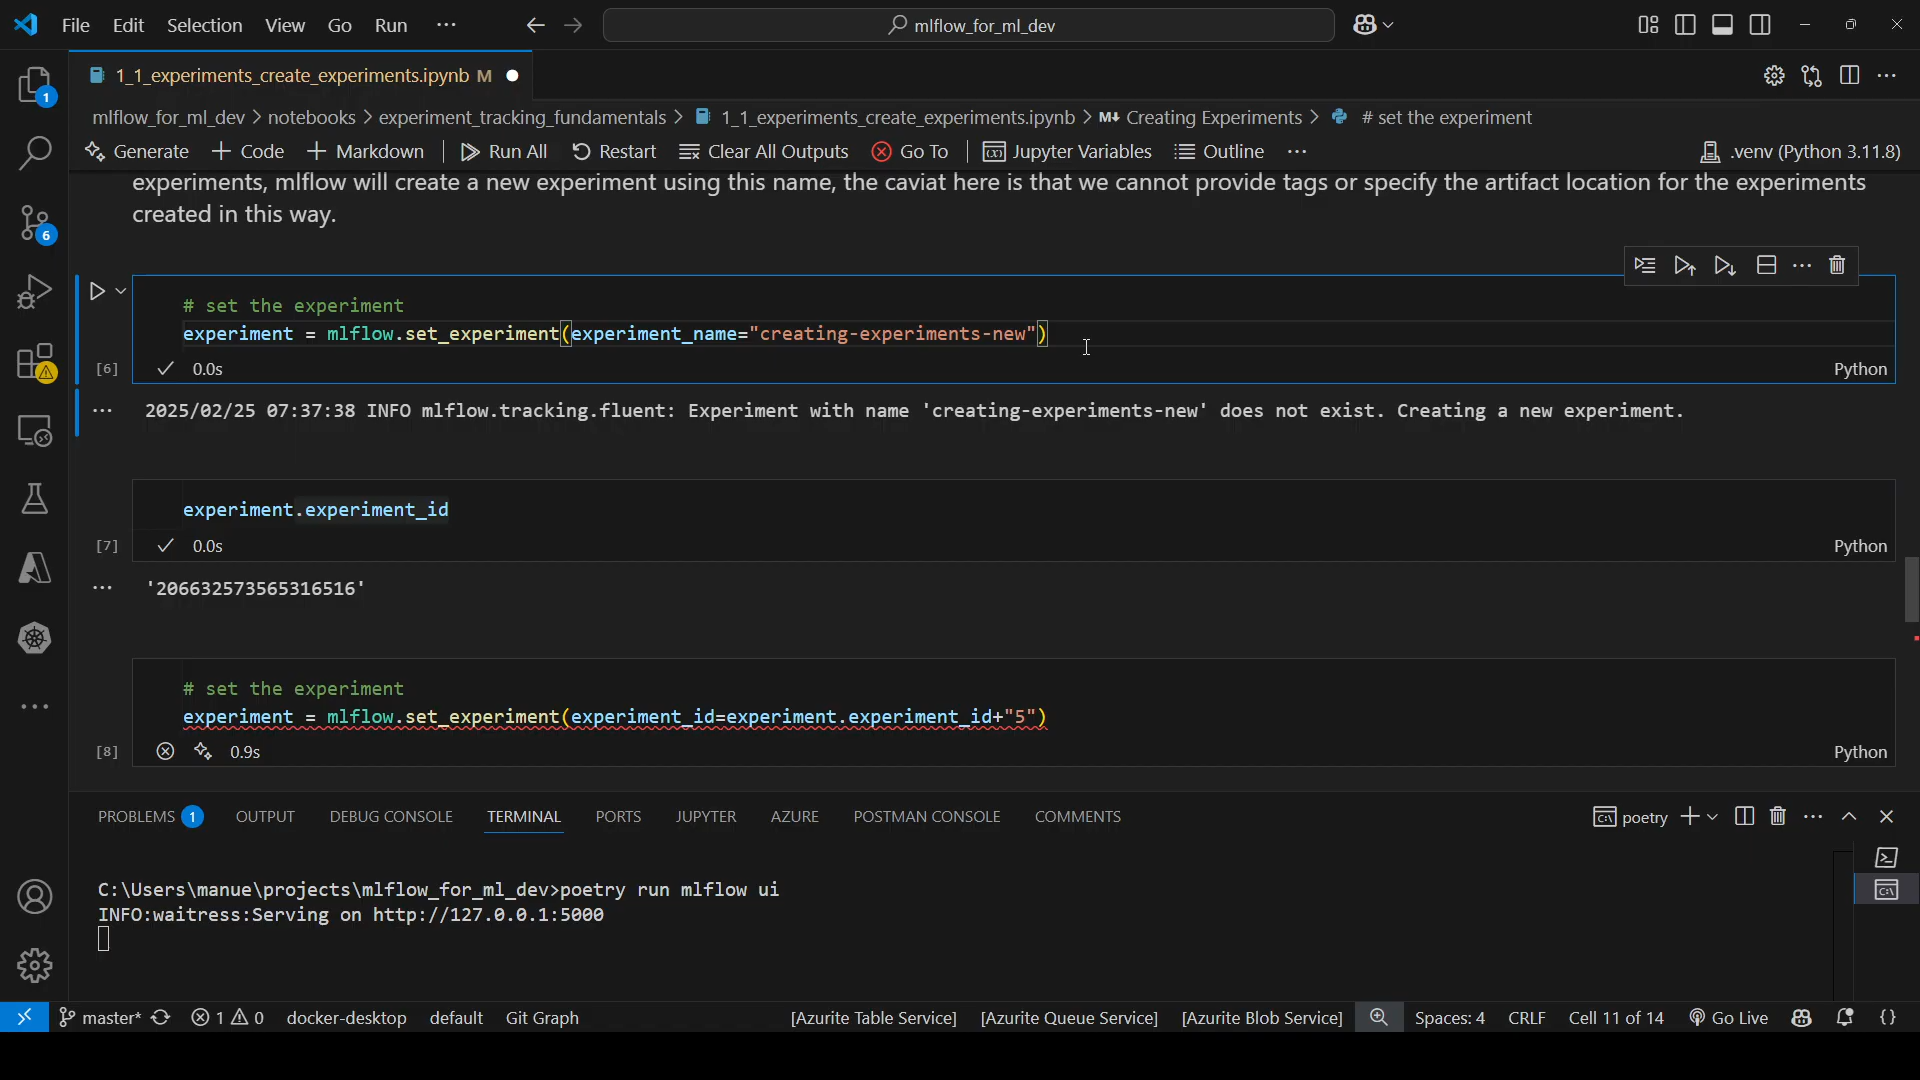 File Edit Selection View Go Run ···
mlflow_for_ml_dev
1_1_experiments_create_experiments.ipynb M
mlflow_for_ml_dev > notebooks > experiment_tracking_fundamentals > 1_1_experiments_create_experiments.ipynb > M↓ Creating Experiments > # set the experiment
Generate + Code + Markdown Run All Restart Clear All Outputs Go To Jupyter Variables Outline ···
.venv (Python 3.11.8)
experiments, mlflow will create a new experiment using this name, the caviat here is that we cannot provide tags or specify the artifact location for the experiments
created in this way.
# set the experiment
experiment = mlflow.set_experiment(experiment_name="creating-experiments-new")
[6] 0.0s Python
2025/02/25 07:37:38 INFO mlflow.tracking.fluent: Experiment with name 'creating-experiments-new' does not exist. Creating a new experiment.
experiment.experiment_id
[7] 0.0s Python
'206632573565316516'
# set the experiment
experiment = mlflow.set_experiment(experiment_id=experiment.experiment_id+"5")
[8] 0.9s Python
PROBLEMS 1 OUTPUT DEBUG CONSOLE TERMINAL PORTS JUPYTER AZURE POSTMAN CONSOLE COMMENTS
poetry
C:\Users\manue\projects\mlflow_for_ml_dev>poetry run mlflow ui
INFO:waitress:Serving on http://127.0.0.1:5000
1
6
master* 1 0 docker-desktop default Git Graph
[Azurite Table Service] [Azurite Queue Service] [Azurite Blob Service] Spaces: 4 CRLF Cell 11 of 14 Go Live {}